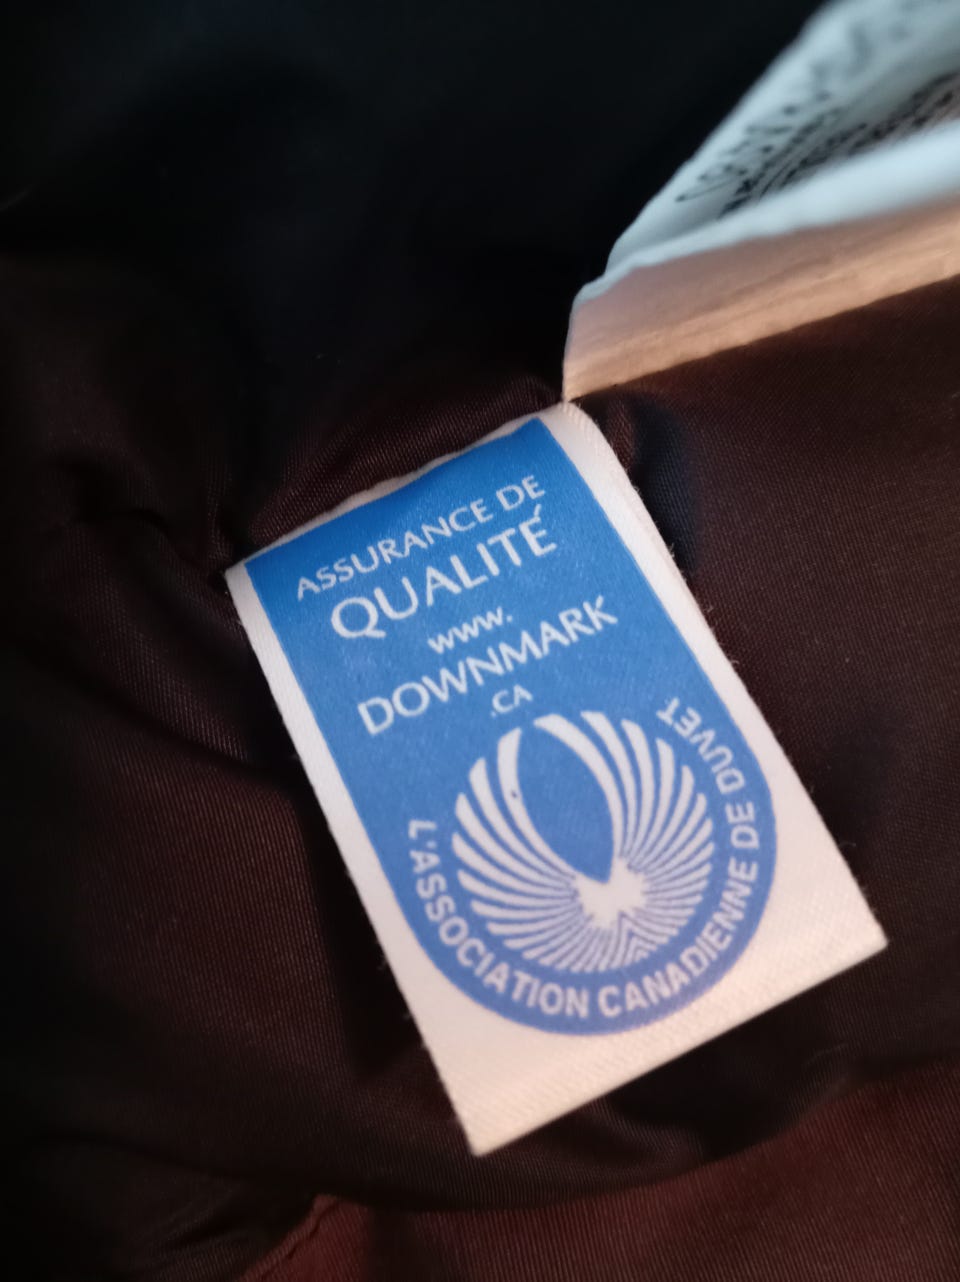 ASSURANCE DE
QUALITÉ
www.
DOWNMARK
.CA
L'ASSOCIATION CANADIENNE DE DUVET